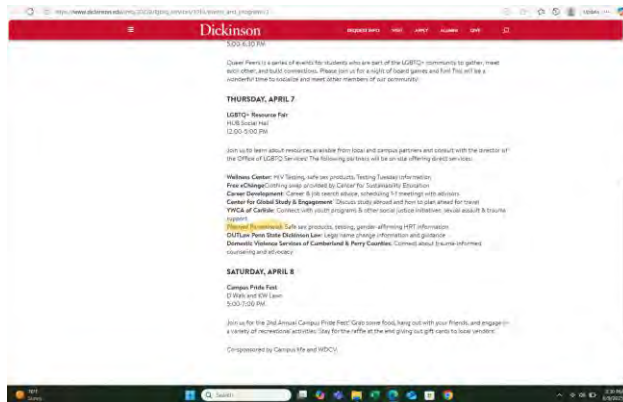 Dickinson
REQUEST INFO VISIT APPLY ALUMNI GIVE
5:00-6:30 PM
Queer Peers is a series of events for students who are part of the LGBTQ+ community to gather, meet
each other, and build connections. Please join us for a night of board games and fun! This will be a
wonderful time to socialize and meet other members of our community!
THURSDAY, APRIL 7
LGBTQ+ Resource Fair
HUB Social Hall
12:00-5:00 PM
Join us to learn about resources available from local and campus partners and consult with the director of
the Office of LGBTQ Services! The following partners will be on site offering direct services:
Wellness Center: HIV Testing, safe sex products, Testing Tuesday information
Free eChinge Clothing swap provided by Center for Sustainability Education
Career Development: Career & job search advice, scheduling 1:1 meetings with advisors
Center for Global Study & Engagement: Discuss study abroad and how to plan ahead for travel
YWCA of Carlisle: Connect with youth programs & other social justice initiatives, sexual assault & trauma
support
Planned Parenthood: Safe sex products, testing, gender-affirming HRT information
OUTLaw Penn State Dickinson Law: Legal name change information and guidance
Domestic Violence Services of Cumberland & Perry Counties: Connect about trauma-informed
counseling and advocacy
SATURDAY, APRIL 8
Campus Pride Fest
D Walk and KW Lawn
5:00-7:00 PM
Join us for the 2nd Annual Campus Pride Fest! Grab some food, hang out with your friends, and engage in
a variety of recreational activities. Stay for the raffle at the end giving out gift cards to local vendors!
Co-sponsored by Campus life and WDCV.
Search